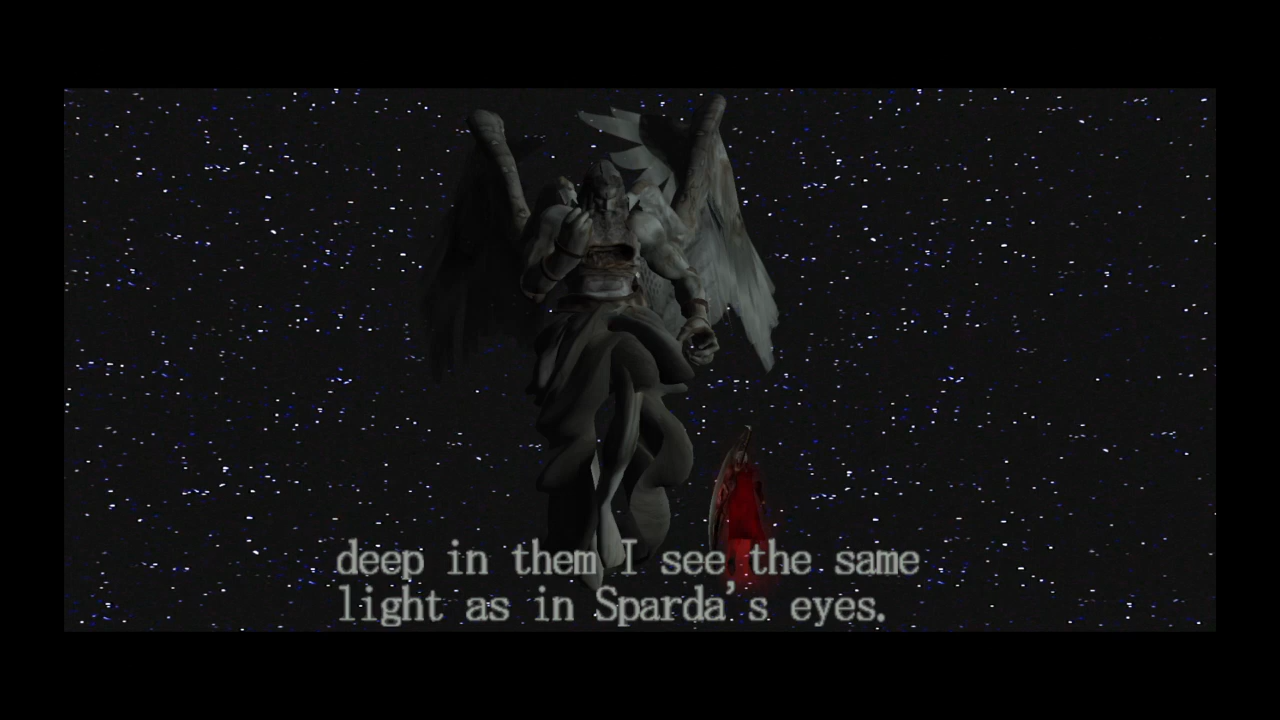 deep in them I see the same
light as in Sparda's eyes.